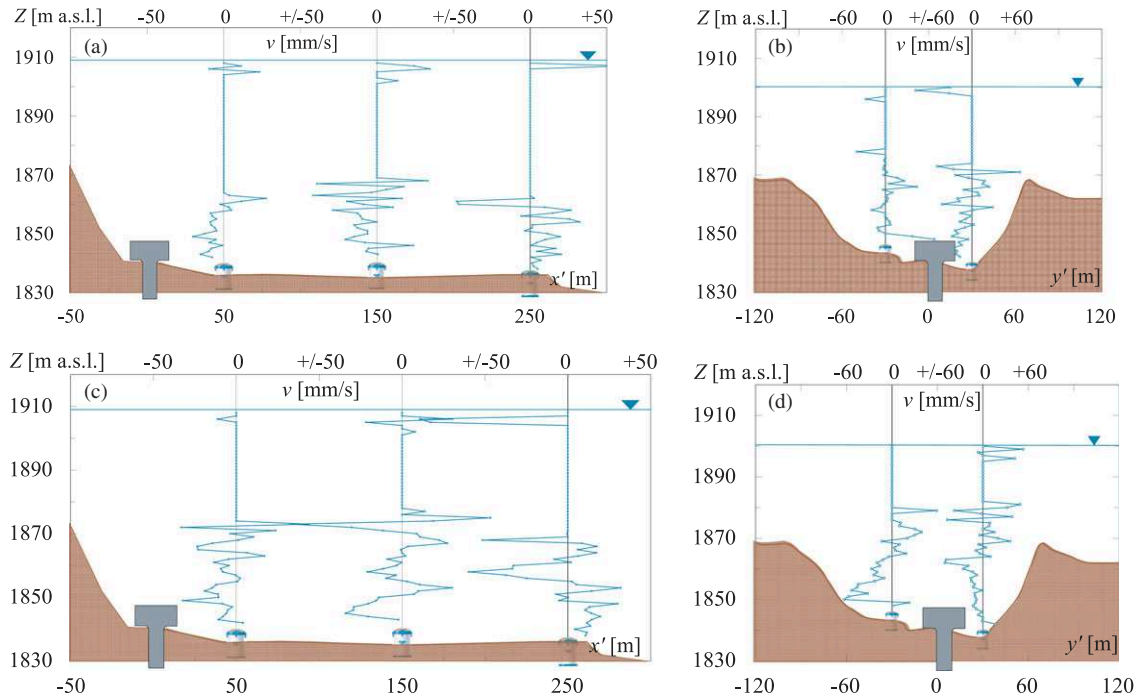 Z [m a.s.l.] -50 0 +/-50 0 +/-50 0 +50
(a) v [mm/s]
1910
1890
1870
1850
1830
x′ [m]
-50 50 150 250
Z [m a.s.l.] -60 0 +/-60 0 +60
(b) v [mm/s]
1910
1890
1870
1850
1830
y′ [m]
-120 -60 0 60 120
Z [m a.s.l.] -50 0 +/-50 0 +/-50 0 +50
(c) v [mm/s]
1910
1890
1870
1850
1830
x′ [m]
-50 50 150 250
Z [m a.s.l.] -60 0 +/-60 0 +60
(d) v [mm/s]
1910
1890
1870
1850
1830
y′ [m]
-120 -60 0 60 120